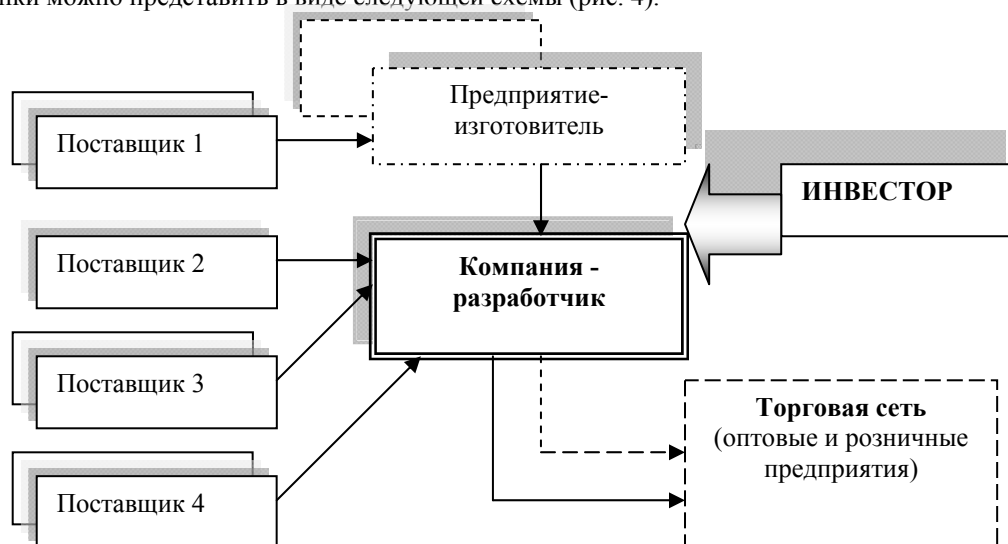 можно представить в виде следующей схемы (рис. 4).
Предприятие-
изготовитель
Поставщик 1
ИНВЕСТОР
Поставщик 2
Компания -
разработчик
Поставщик 3
Торговая сеть
(оптовые и розничные
предприятия)
Поставщик 4